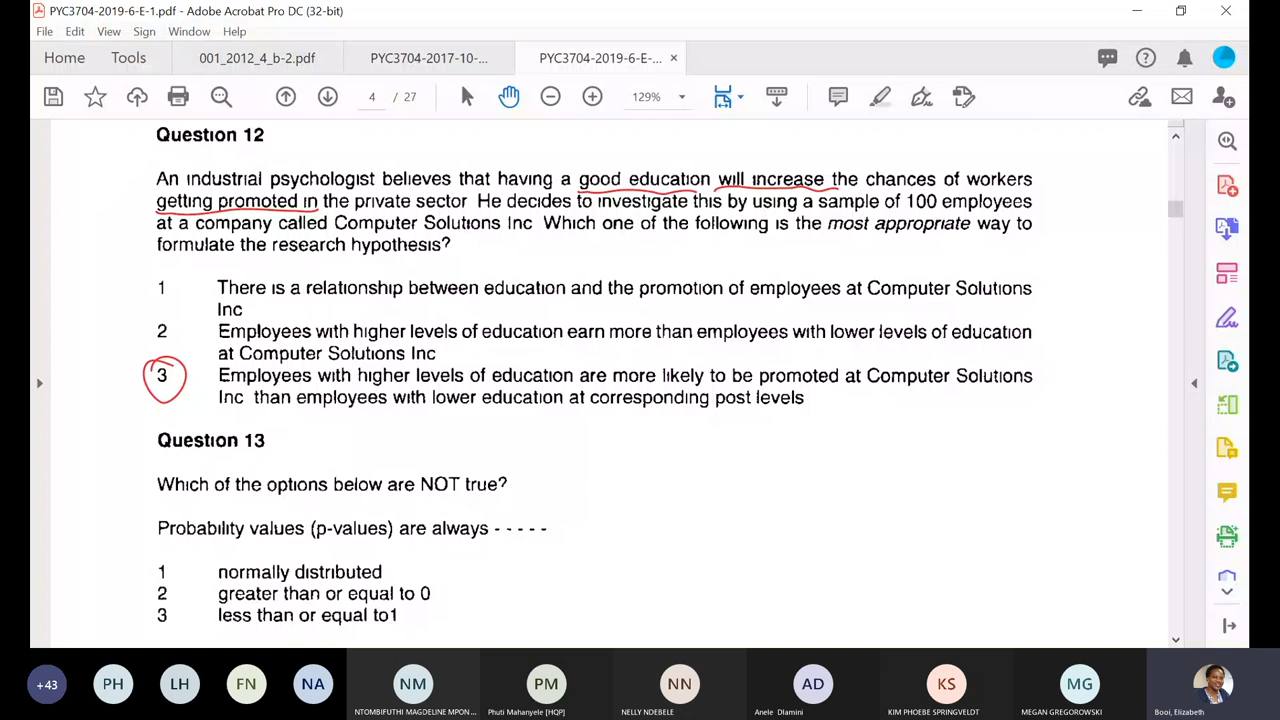 PYC3704-2019-6-E-1.pdf - Adobe Acrobat Pro DC (32-bit)
File Edit View Sign Window Help
Home Tools 001_2012_4_b-2.pdf PYC3704-2017-10-... PYC3704-2019-6-E-... ×
4 / 27 129%
Question 12
An industrial psychologist believes that having a good education will increase the chances of workers
getting promoted in the private sector He decides to investigate this by using a sample of 100 employees
at a company called Computer Solutions Inc Which one of the following is the most appropriate way to
formulate the research hypothesis?
1 There is a relationship between education and the promotion of employees at Computer Solutions
Inc
2 Employees with higher levels of education earn more than employees with lower levels of education
at Computer Solutions Inc
3 Employees with higher levels of education are more likely to be promoted at Computer Solutions
Inc than employees with lower education at corresponding post levels
Question 13
Which of the options below are NOT true?
Probability values (p-values) are always - - - - -
1 normally distributed
2 greater than or equal to 0
3 less than or equal to1
+43 PH LH FN NA NM PM NN AD KS MG
NTOMBIFUTHI MAGDELINE MPON... Phuti Mahanyele [HQP] NELLY NDEBELE Anele Dlamini KIM PHOEBE SPRINGVELDT MEGAN GREGOROWSKI Booi, Elizabeth